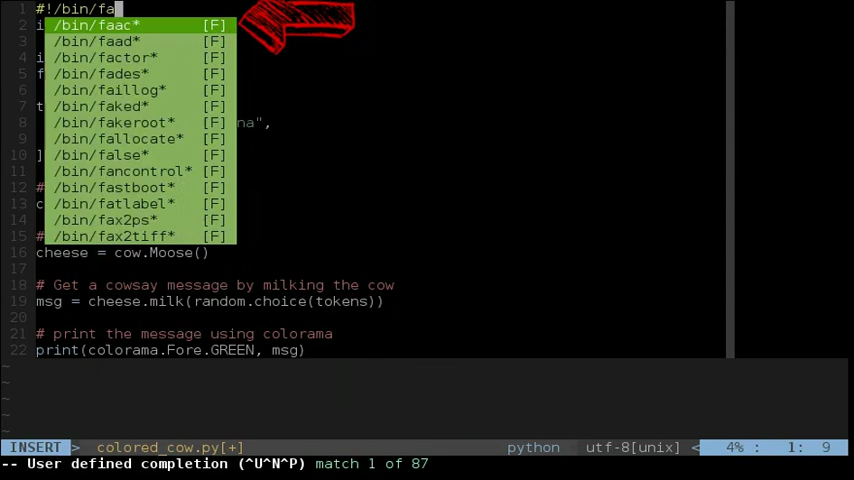 1 #!/bin/fa
2 i /bin/faac* [F]
3 /bin/faad* [F]
4 i /bin/factor* [F]
5 f /bin/fades* [F]
6 /bin/faillog* [F]
7 t /bin/faked* [F]
8 /bin/fakeroot* [F] na",
9 /bin/fallocate* [F]
10 ] /bin/false* [F]
11 /bin/fancontrol* [F]
12 # /bin/fastboot* [F]
13 c /bin/fatlabel* [F]
14 /bin/fax2ps* [F]
15 # /bin/fax2tiff* [F]
16 cheese = cow.Moose()
17
18 # Get a cowsay message by milking the cow
19 msg = cheese.milk(random.choice(tokens))
20
21 # print the message using colorama
22 print(colorama.Fore.GREEN, msg)
~
~
~
~
~
INSERT > colored_cow.py[+] python < utf-8[unix] < 4% : 1: 9
-- User defined completion (^U^N^P) match 1 of 87